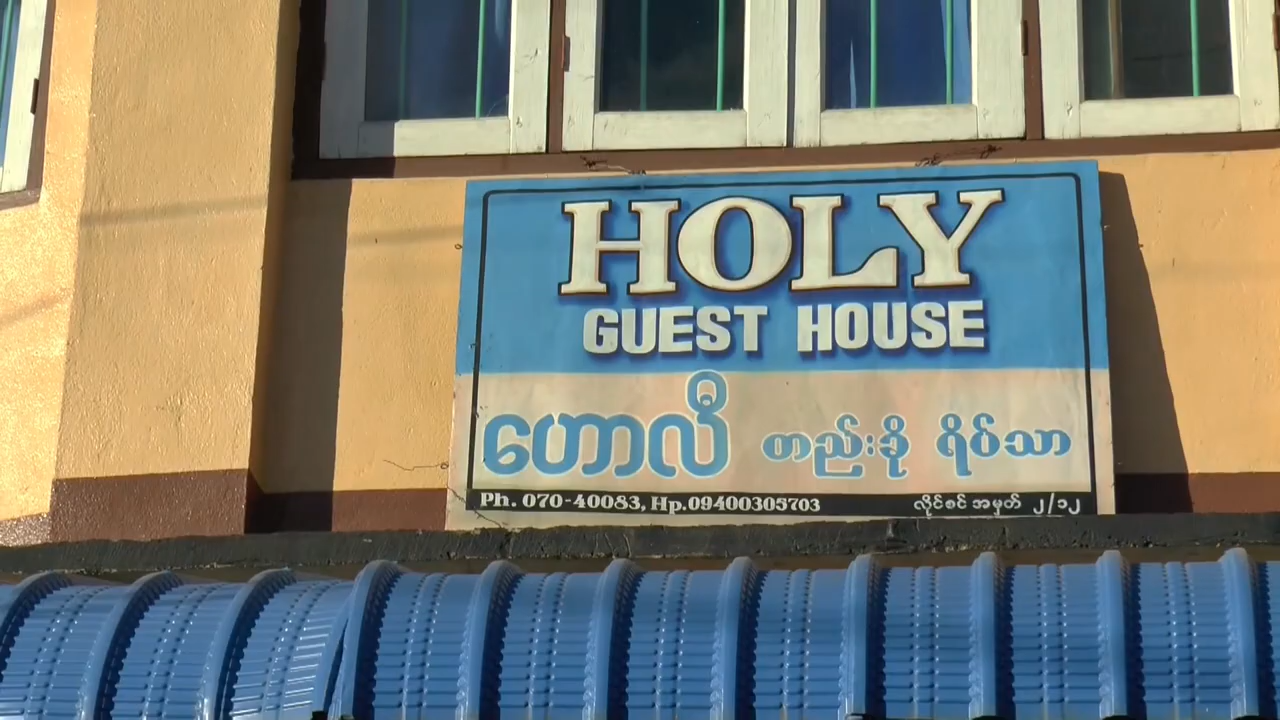 HOLY
GUEST HOUSE
ဟောလီ တည်းခို ရိပ်သာ
Ph. 070-40083, Hp.09400305703 လိုင်စင် အမှတ် ၂/၁၂